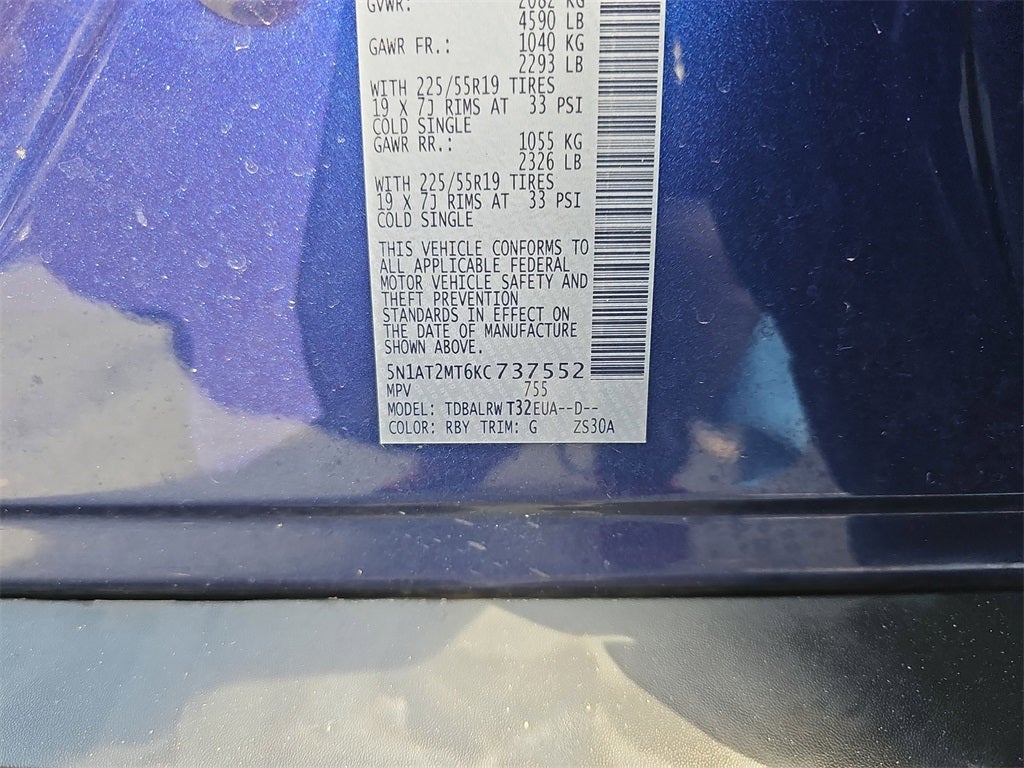 GVWR: 2082 KG
4590 LB
GAWR FR.: 1040 KG
2293 LB
WITH 225/55R19 TIRES
19 X 7J RIMS AT 33 PSI
COLD SINGLE
GAWR RR.: 1055 KG
2326 LB
WITH 225/55R19 TIRES
19 X 7J RIMS AT 33 PSI
COLD SINGLE
THIS VEHICLE CONFORMS TO
ALL APPLICABLE FEDERAL
MOTOR VEHICLE SAFETY AND
THEFT PREVENTION
STANDARDS IN EFFECT ON
THE DATE OF MANUFACTURE
SHOWN ABOVE.
5N1AT2MT6KC737552
MPV 755
MODEL: TDBALRWT32EUA--D--
COLOR: RBY TRIM: G ZS30A